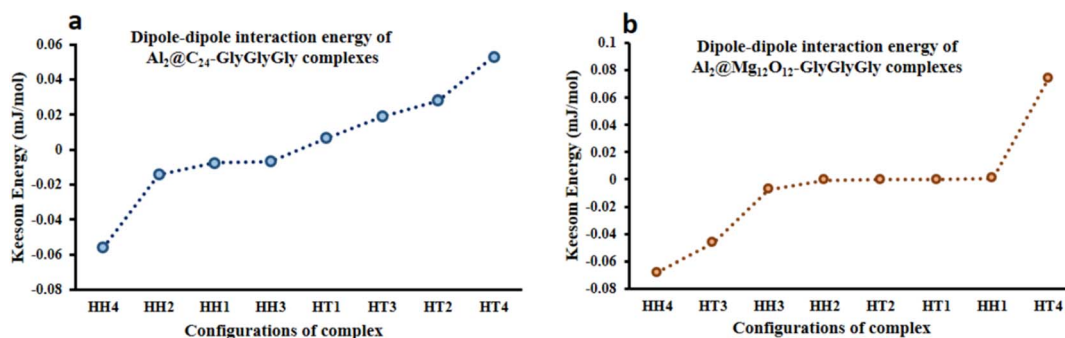 a
Dipole-dipole interaction energy of
Al₂@C₂₄-GlyGlyGly complexes
Keesom Energy (mJ/mol)
0.06
0.04
0.02
0
-0.02
-0.04
-0.06
-0.08
HH4 HH2 HH1 HH3 HT1 HT3 HT2 HT4
Configurations of complex
b
Dipole-dipole interaction energy of
Al₂@Mg₁₂O₁₂-GlyGlyGly complexes
Keesom Energy (mJ/mol)
0.1
0.08
0.06
0.04
0.02
0
-0.02
-0.04
-0.06
-0.08
HH4 HT3 HH3 HH2 HT2 HT1 HH1 HT4
Configurations of complex